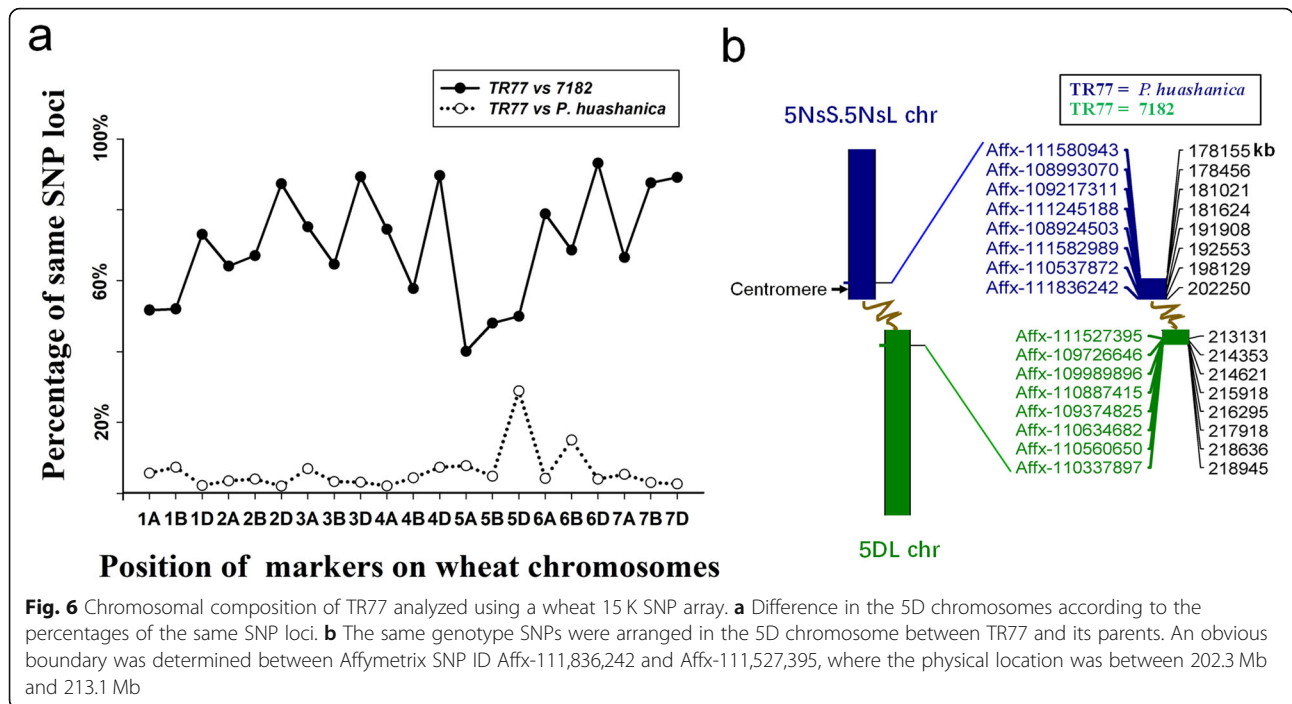 a
TR77 vs 7182
TR77 vs P. huashanica
100%
60%
20%
Percentage of same SNP loci
1A 1B 1D 2A 2B 2D 3A 3B 3D 4A 4B 4D 5A 5B 5D 6A 6B 6D 7A 7B 7D
Position of markers on wheat chromosomes
b
TR77 = P. huashanica
TR77 = 7182
5NsS.5NsL chr
Centromere
Affx-111580943 178155 kb
Affx-108993070 178456
Affx-109217311 181021
Affx-111245188 181624
Affx-108924503 191908
Affx-111582989 192553
Affx-110537872 198129
Affx-111836242 202250
Affx-111527395 213131
Affx-109726646 214353
Affx-109989896 214621
Affx-110887415 215918
Affx-109374825 216295
Affx-110634682 217918
Affx-110560650 218636
Affx-110337897 218945
5DL chr
Fig. 6 Chromosomal composition of TR77 analyzed using a wheat 15 K SNP array. a Difference in the 5D chromosomes according to the
percentages of the same SNP loci. b The same genotype SNPs were arranged in the 5D chromosome between TR77 and its parents. An obvious
boundary was determined between Affymetrix SNP ID Affx-111,836,242 and Affx-111,527,395, where the physical location was between 202.3 Mb
and 213.1 Mb